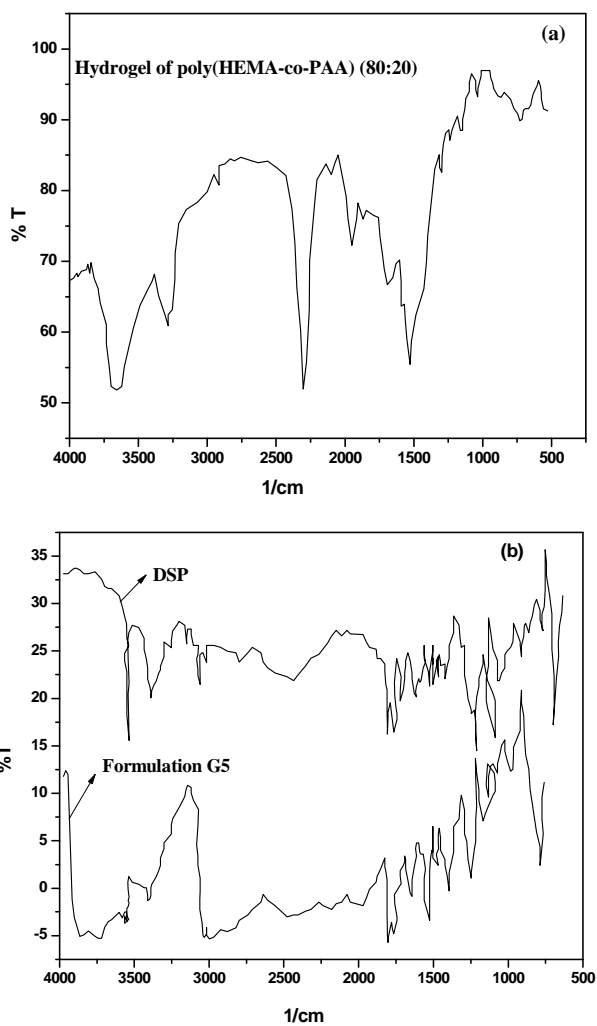 (a)
Hydrogel of poly(HEMA-co-PAA) (80:20)
100
90
80
70
60
50
% T
4000 3500 3000 2500 2000 1500 1000 500
1/cm
(b)
DSP
Formulation G5
35
30
25
20
15
10
5
0
-5
%T
4000 3500 3000 2500 2000 1500 1000 500
1/cm